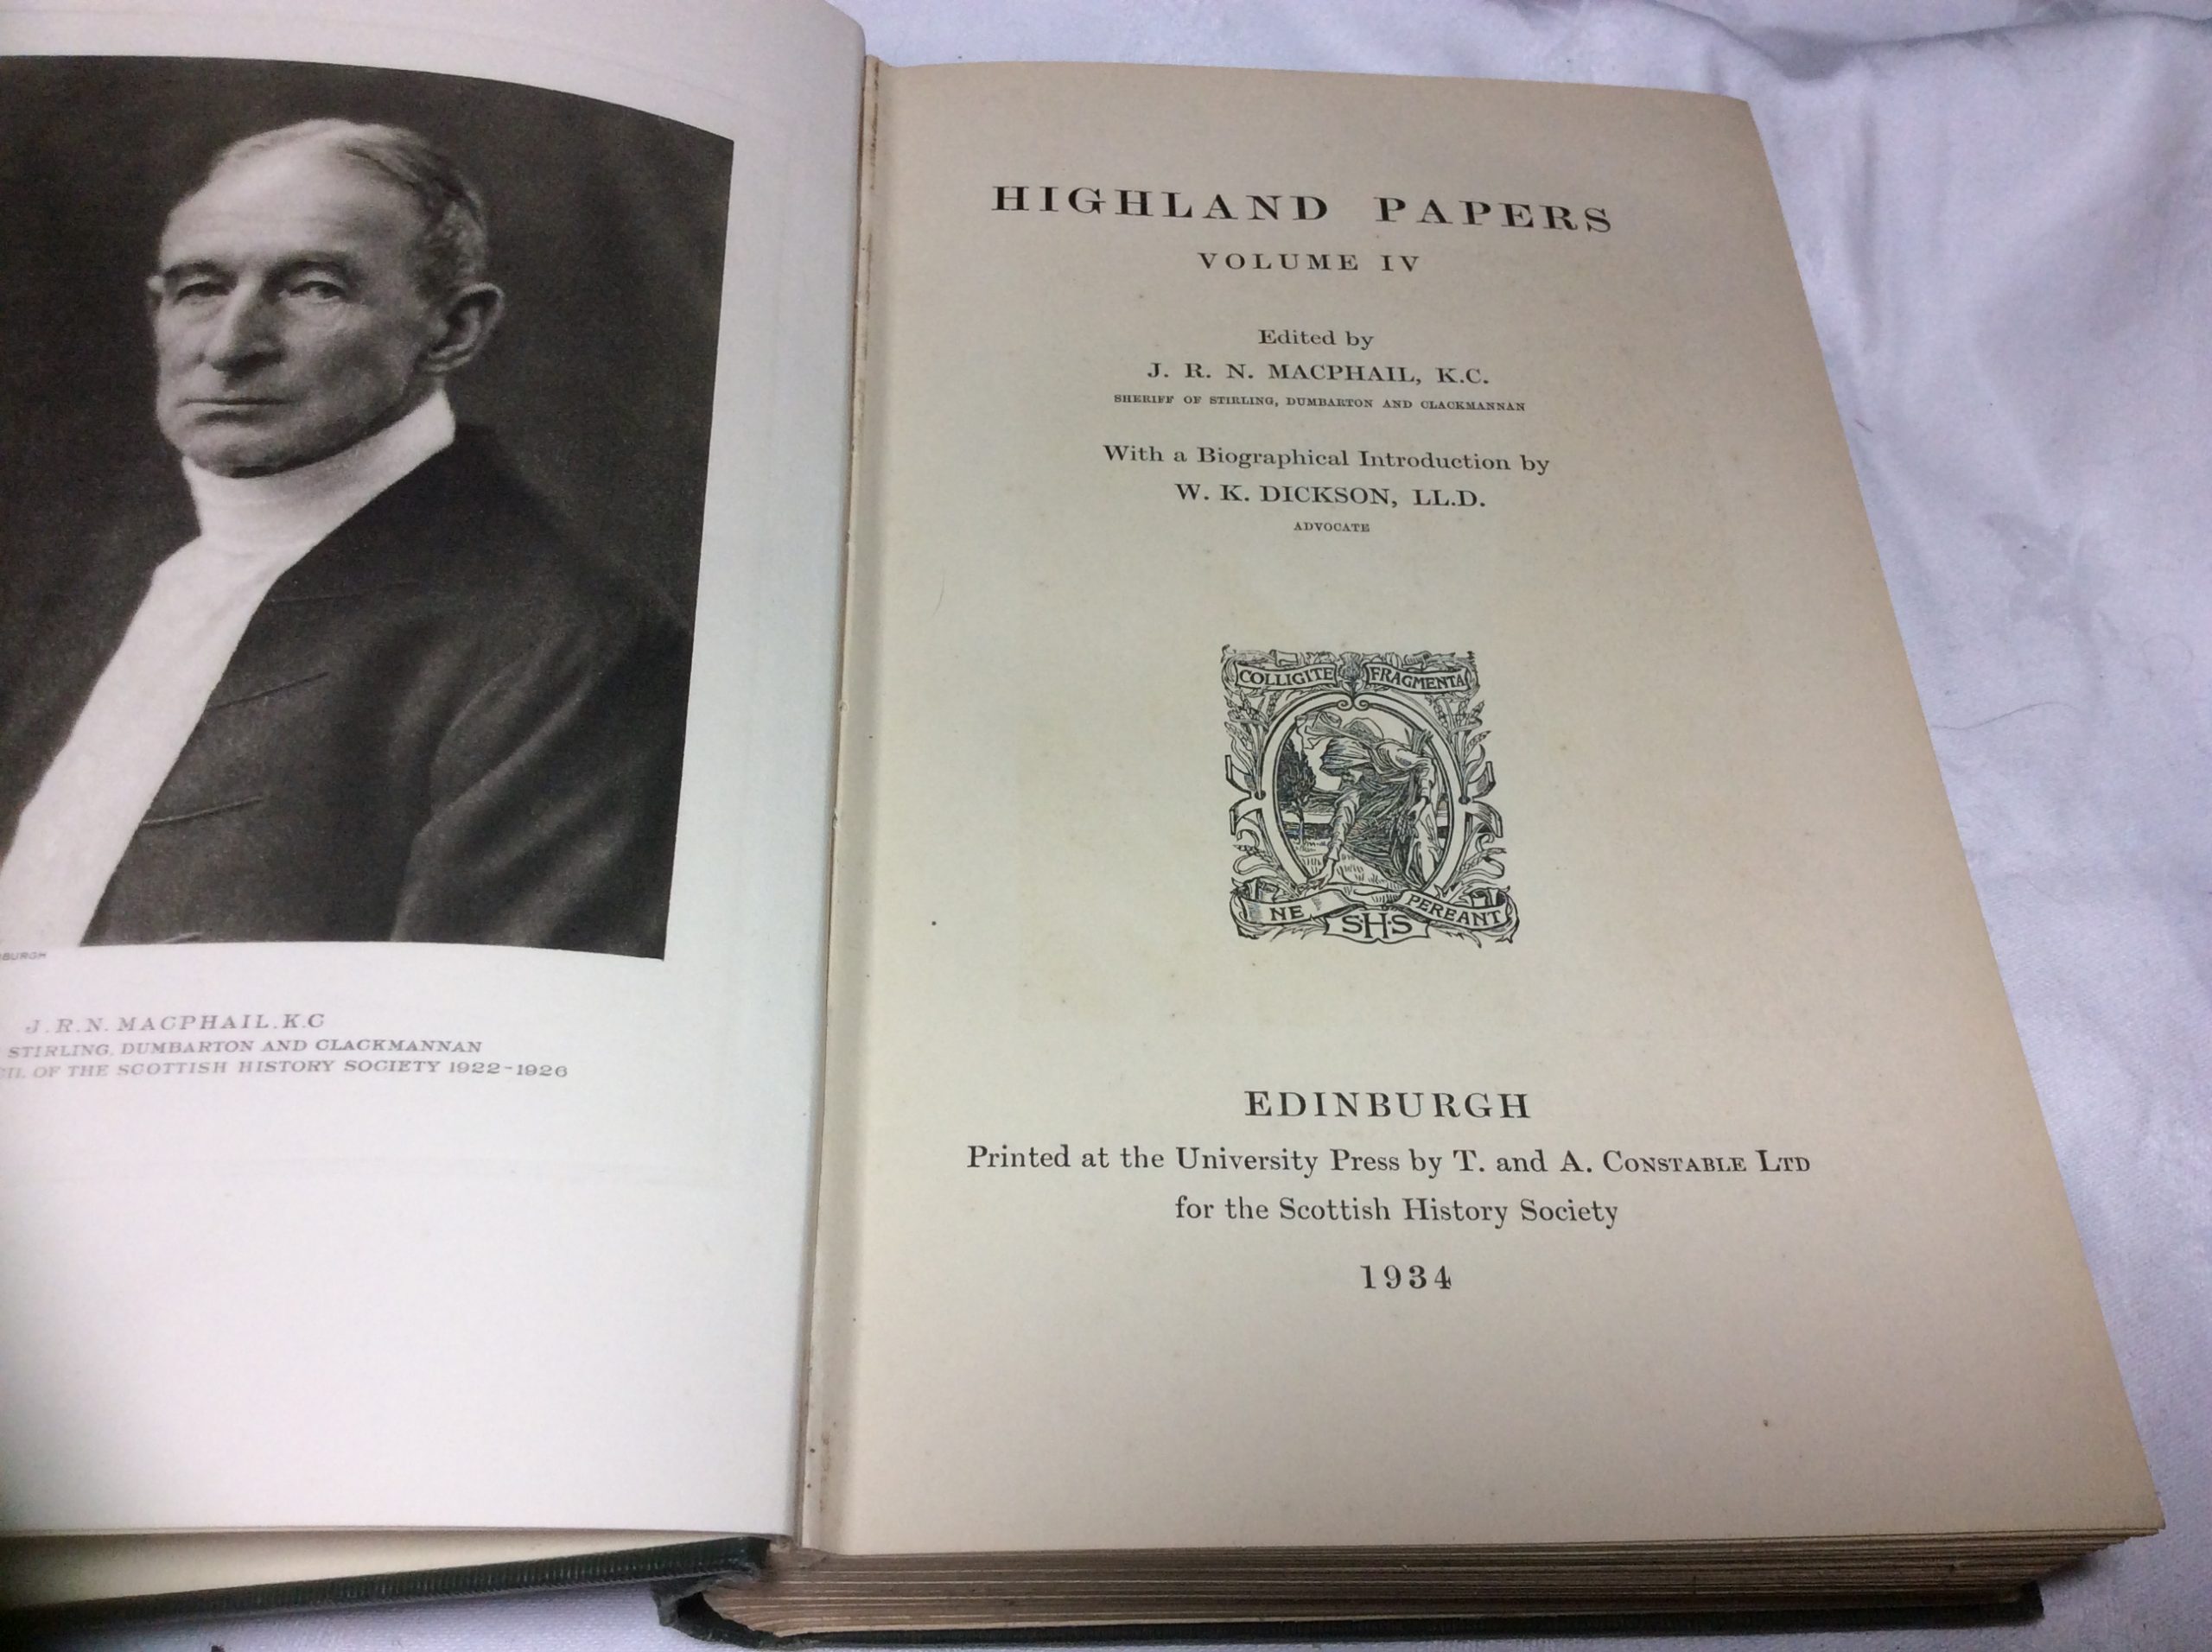 BURGH
J. R. N. MACPHAIL. K.C
STIRLING, DUMBARTON AND CLACKMANNAN
OF THE SCOTTISH HISTORY SOCIETY 1922-1926
HIGHLAND PAPERS
VOLUME IV
Edited by
J. R. N. MACPHAIL, K.C.
SHERIFF OF STIRLING, DUMBARTON AND CLACKMANNAN
With a Biographical Introduction by
W. K. DICKSON, LL.D.
ADVOCATE
COLLIGITE FRAGMENTA
NE PEREANT
S·H·S
EDINBURGH
Printed at the University Press by T. and A. CONSTABLE LTD
for the Scottish History Society
1934